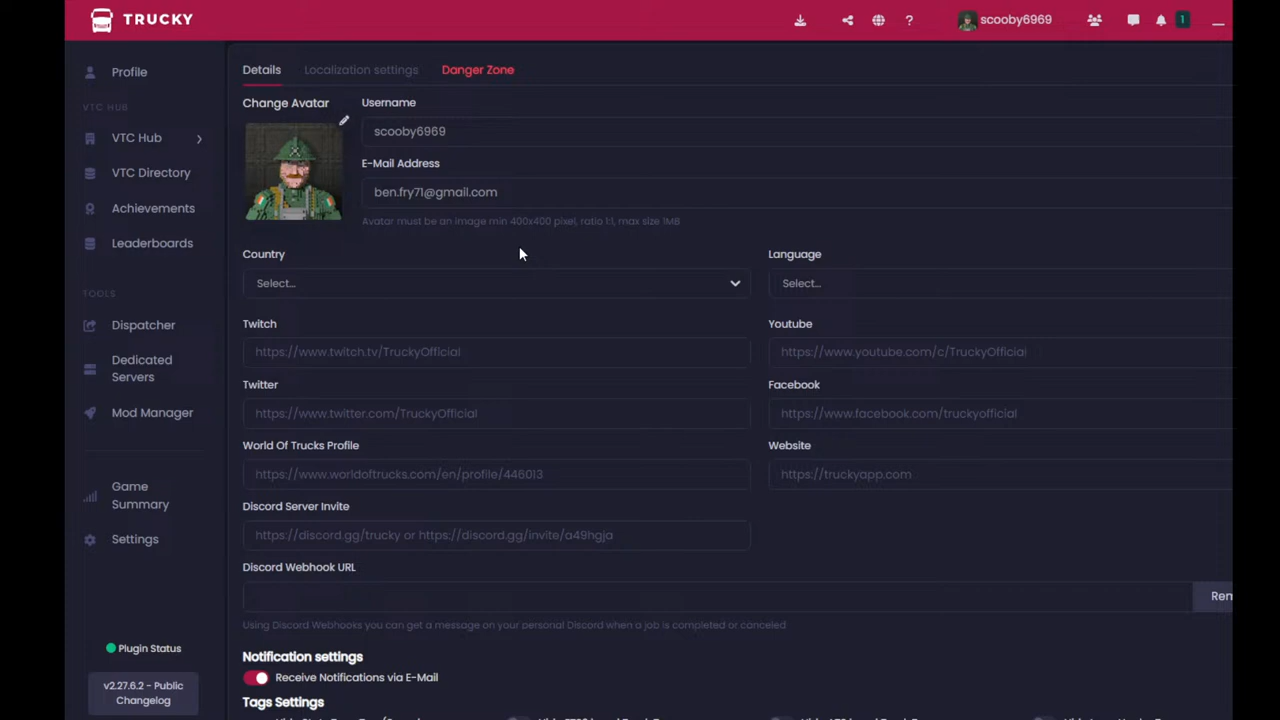 TRUCKY
scooby6969
1
Profile
VTC HUB
VTC Hub
VTC Directory
Achievements
Leaderboards
TOOLS
Dispatcher
Dedicated
Servers
Mod Manager
Game
Summary
Settings
Plugin Status
v2.27.6.2 - Public
Changelog
Details
Localization settings
Danger Zone
Change Avatar
Username
scooby6969
E-Mail Address
ben.fry71@gmail.com
Avatar must be an image min 400x400 pixel, ratio 1:1, max size 1MB
Country
Language
Select...
Select...
Twitch
Youtube
https://www.twitch.tv/TruckyOfficial
https://www.youtube.com/c/TruckyOfficial
Twitter
Facebook
https://www.twitter.com/TruckyOfficial
https://www.facebook.com/truckyofficial
World Of Trucks Profile
Website
https://www.worldoftrucks.com/en/profile/446013
https://truckyapp.com
Discord Server Invite
https://discord.gg/trucky or https://discord.gg/invite/a49hgja
Discord Webhook URL
Rem
Using Discord Webhooks you can get a message on your personal Discord when a job is completed or canceled
Notification settings
Receive Notifications via E-Mail
Tags Settings